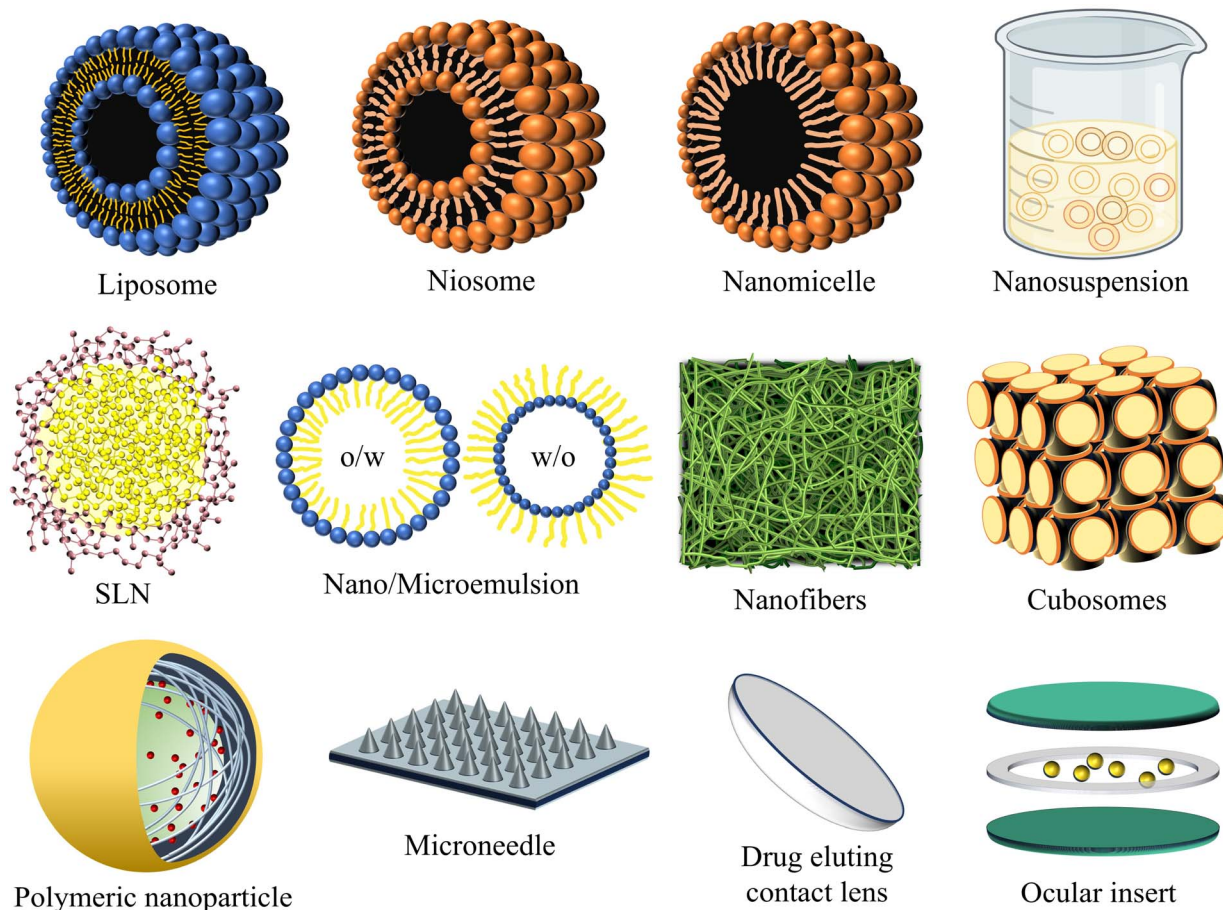 Liposome
Niosome
Nanomicelle
Nanosuspension
o/w
w/o
SLN
Nano/Microemulsion
Nanofibers
Cubosomes
Polymeric nanoparticle
Microneedle
Drug eluting
contact lens
Ocular insert